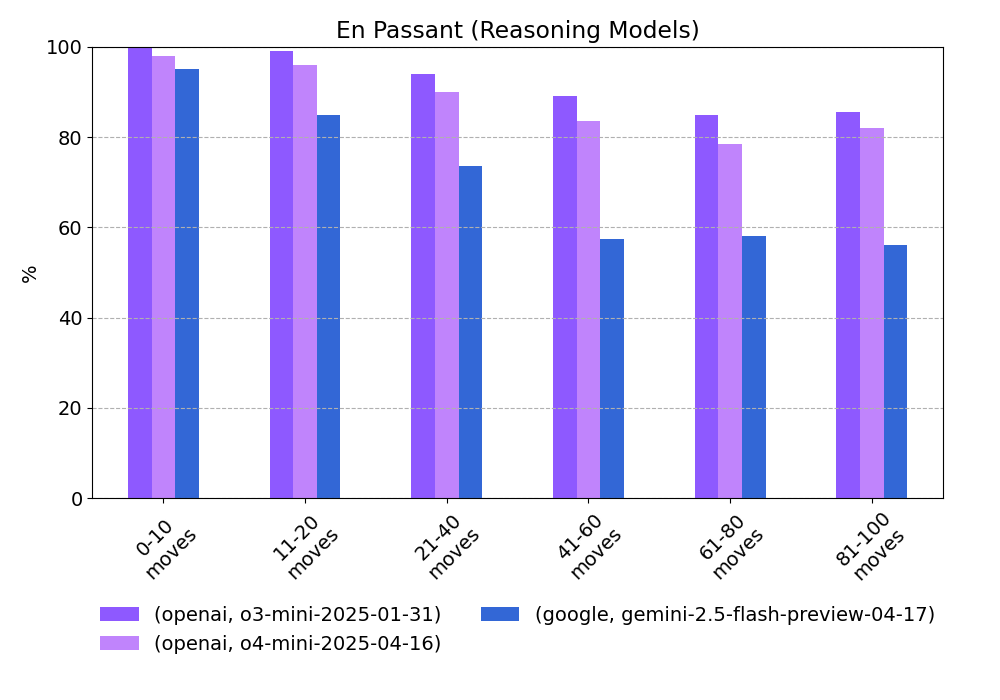 En Passant (Reasoning Models)
100
80
60
40
20
0
%
0-10
moves
11-20
moves
21-40
moves
41-60
moves
61-80
moves
81-100
moves
(openai, o3-mini-2025-01-31)
(openai, o4-mini-2025-04-16)
(google, gemini-2.5-flash-preview-04-17)